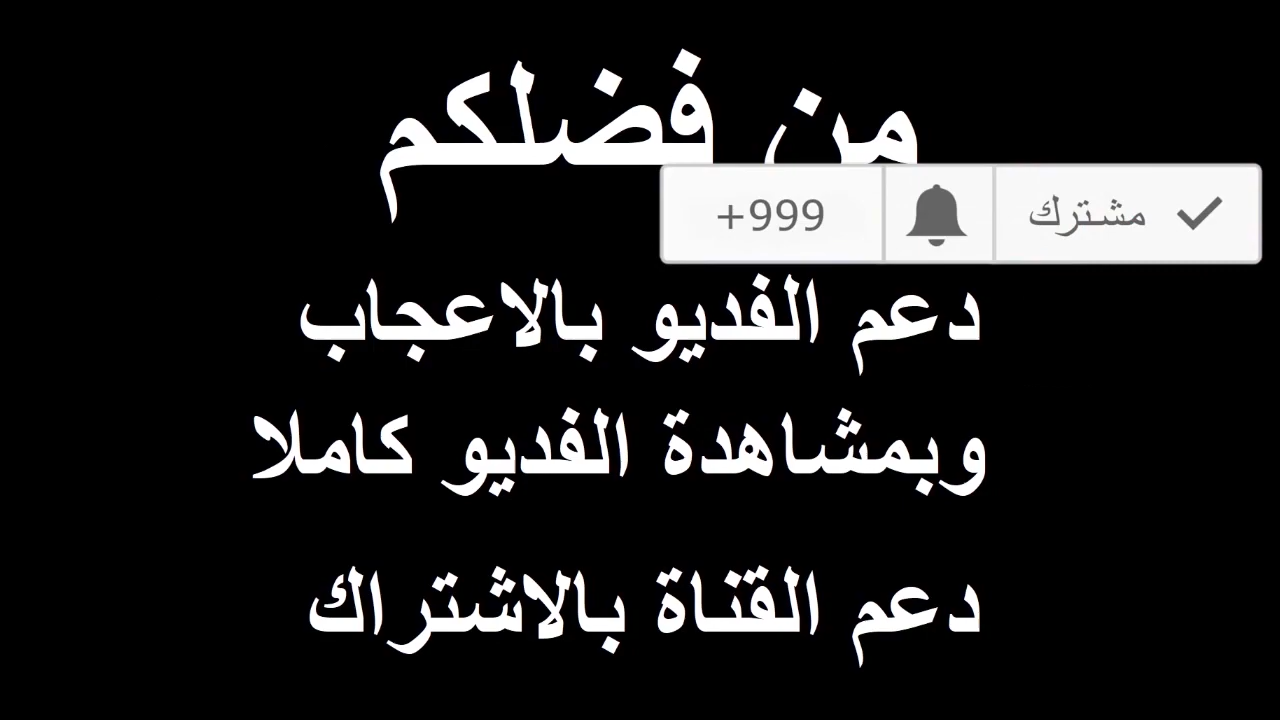 من فضلكم
مشترك +999
دعم الفديو بالاعجاب
وبمشاهدة الفديو كاملا
دعم القناة بالاشتراك